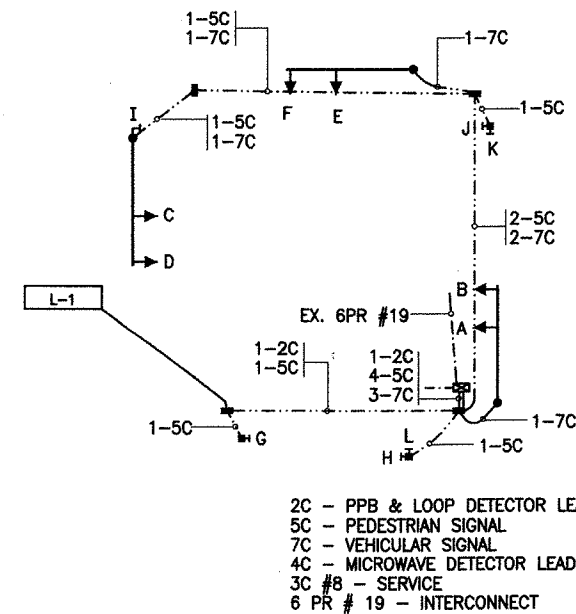 1-5C
1-7C
1-7C
F
E
1-5C
J
K
I
1-5C
1-7C
C
D
2-5C
2-7C
L-1
B
EX. 6PR #19
A
1-2C
1-5C
1-2C
4-5C
3-7C
1-7C
1-5C
G
L
H
1-5C
2C - PPB & LOOP DETECTOR LE
5C - PEDESTRIAN SIGNAL
7C - VEHICULAR SIGNAL
4C - MICROWAVE DETECTOR LEAD
3C #8 - SERVICE
6 PR # 19 - INTERCONNECT